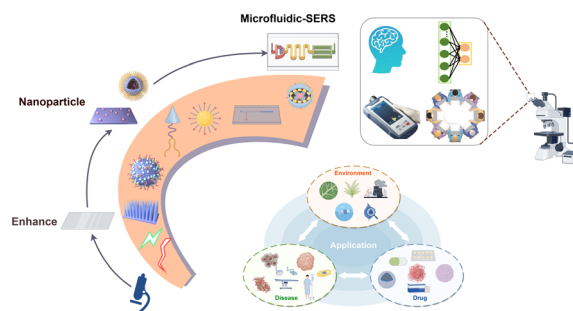 Microfluidic-SERS
Nanoparticle
Enhance
Environment
Application
Disease
Drug